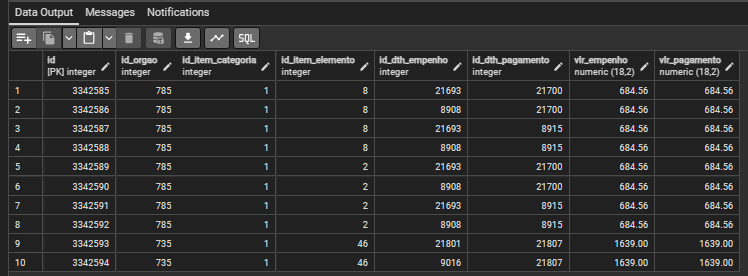 Data Output Messages Notifications
SQL
id id_orgao id_item_categoria id_item_elemento id_dth_empenho id_dth_pagamento vlr_empenho vlr_pagamento
[PK] integer integer integer integer integer integer numeric (18,2) numeric (18,2)
1 3342585 785 1 8 21693 21700 684.56 684.56
2 3342586 785 1 8 8908 21700 684.56 684.56
3 3342587 785 1 8 21693 8915 684.56 684.56
4 3342588 785 1 8 8908 8915 684.56 684.56
5 3342589 785 1 2 21693 21700 684.56 684.56
6 3342590 785 1 2 8908 21700 684.56 684.56
7 3342591 785 1 2 21693 8915 684.56 684.56
8 3342592 785 1 2 8908 8915 684.56 684.56
9 3342593 735 1 46 21801 21807 1639.00 1639.00
10 3342594 735 1 46 9016 21807 1639.00 1639.00